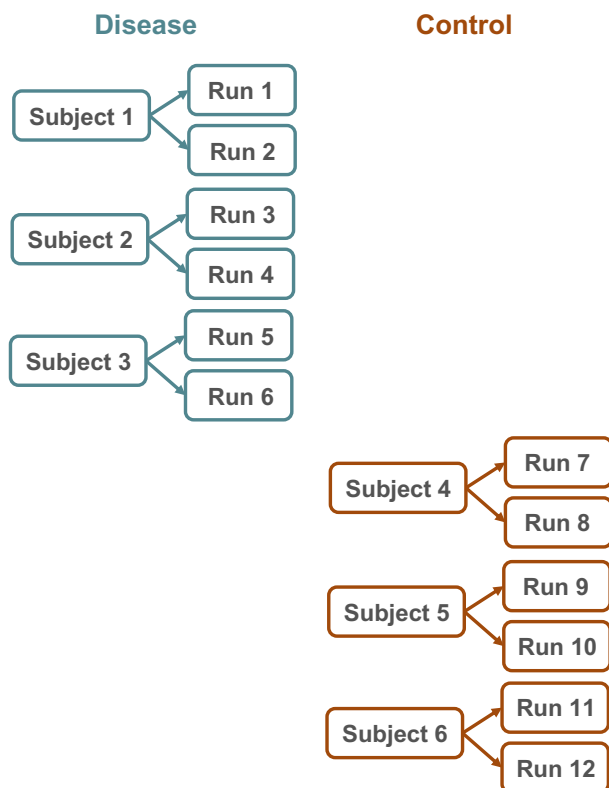 Disease
Control
Subject 1
Run 1
Run 2
Subject 2
Run 3
Run 4
Subject 3
Run 5
Run 6
Subject 4
Run 7
Run 8
Subject 5
Run 9
Run 10
Subject 6
Run 11
Run 12